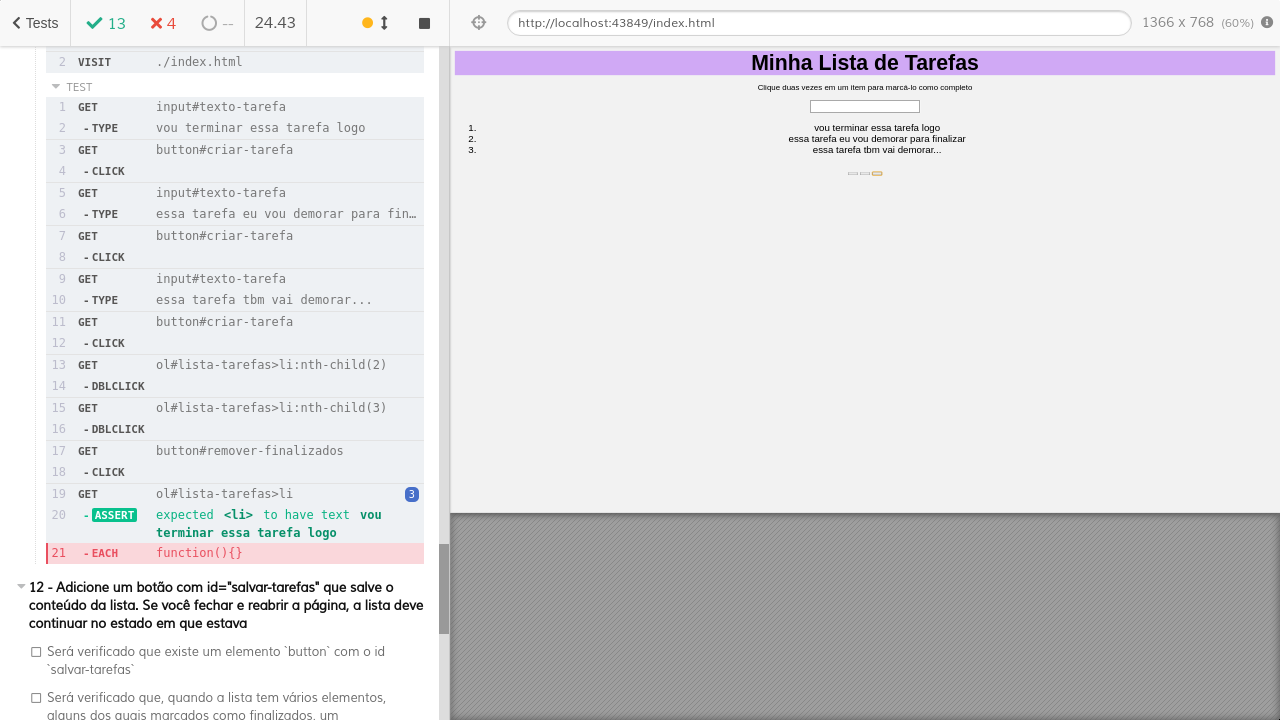 Tests 13 4 -- 24.43
2 VISIT ./index.html
TEST
1 GET input#texto-tarefa
2 - TYPE vou terminar essa tarefa logo
3 GET button#criar-tarefa
4 - CLICK
5 GET input#texto-tarefa
6 - TYPE essa tarefa eu vou demorar para fin…
7 GET button#criar-tarefa
8 - CLICK
9 GET input#texto-tarefa
10 - TYPE essa tarefa tbm vai demorar...
11 GET button#criar-tarefa
12 - CLICK
13 GET ol#lista-tarefas>li:nth-child(2)
14 - DBLCLICK
15 GET ol#lista-tarefas>li:nth-child(3)
16 - DBLCLICK
17 GET button#remover-finalizados
18 - CLICK
19 GET ol#lista-tarefas>li 3
20 - ASSERT expected <li> to have text vou
terminar essa tarefa logo
21 - EACH function(){}
12 - Adicione um botão com id="salvar-tarefas" que salve o
conteúdo da lista. Se você fechar e reabrir a página, a lista deve
continuar no estado em que estava
Será verificado que existe um elemento `button` com o id
`salvar-tarefas`
Será verificado que, quando a lista tem vários elementos,
alguns dos quais marcados como finalizados, um
http://localhost:43849/index.html 1366 x 768 (60%)
Minha Lista de Tarefas
Clique duas vezes em um item para marcá-lo como completo
1. vou terminar essa tarefa logo
2. essa tarefa eu vou demorar para finalizar
3. essa tarefa tbm vai demorar...